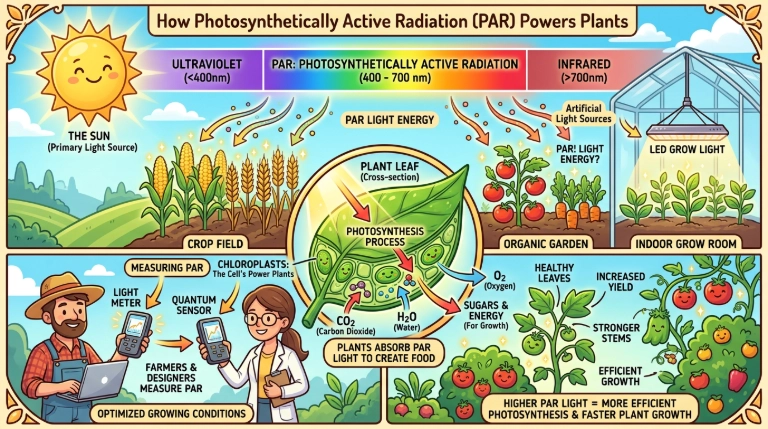 How Photosynthetically Active Radiation (PAR) Powers Plants
ULTRAVIOLET
(<400nm)
PAR: PHOTOSYNTHETICALLY ACTIVE RADIATION
(400 - 700 nm)
INFRARED
(>700nm)
THE SUN
(Primary Light Source)
PAR LIGHT ENERGY
Artificial
Light Sources
PAR! LIGHT
ENERGY?
LED GROW LIGHT
PLANT LEAF
(Cross-section)
PHOTOSYNTHESIS
PROCESS
CROP FIELD
ORGANIC GARDEN
INDOOR GROW ROOM
MEASURING PAR
CHLOROPLASTS:
The Cell's Power Plants
LIGHT
METER
QUANTUM
SENSOR
FARMERS &
DESIGNERS
MEASURE PAR
OPTIMIZED GROWING CONDITIONS
CO2
(Carbon Dioxide)
H2O
(Water)
O2
(Oxygen)
SUGARS &
ENERGY
(For Growth)
PLANTS ABSORB PAR
LIGHT TO CREATE FOOD
HEALTHY
LEAVES
INCREASED
YIELD
STRONGER
STEMS
EFFICIENT
GROWTH
HIGHER PAR LIGHT = MORE EFFICIENT
PHOTOSYNTHESIS & FASTER PLANT GROWTH